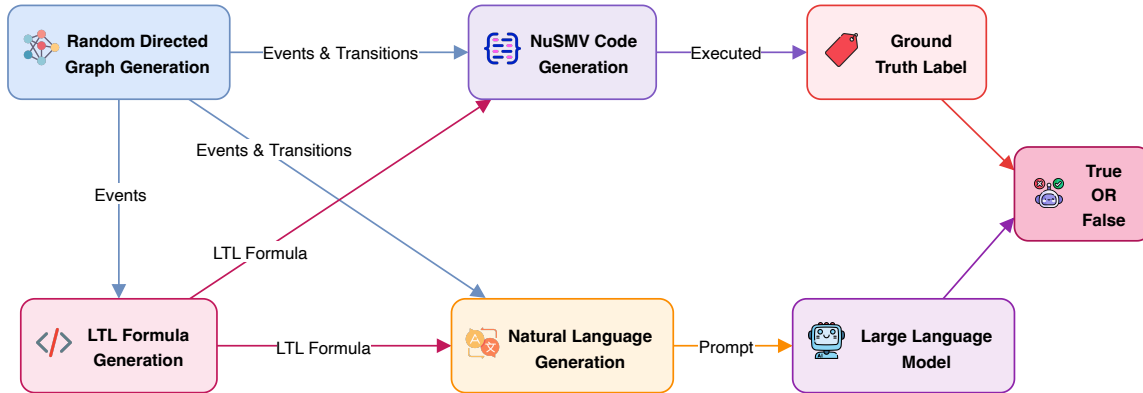 Random Directed
Graph Generation
Events & Transitions
NuSMV Code
Generation
Executed
Ground
Truth Label
Events & Transitions
Events
True
OR
False
LTL Formula
LTL Formula
Generation
LTL Formula
Natural Language
Generation
Prompt
Large Language
Model